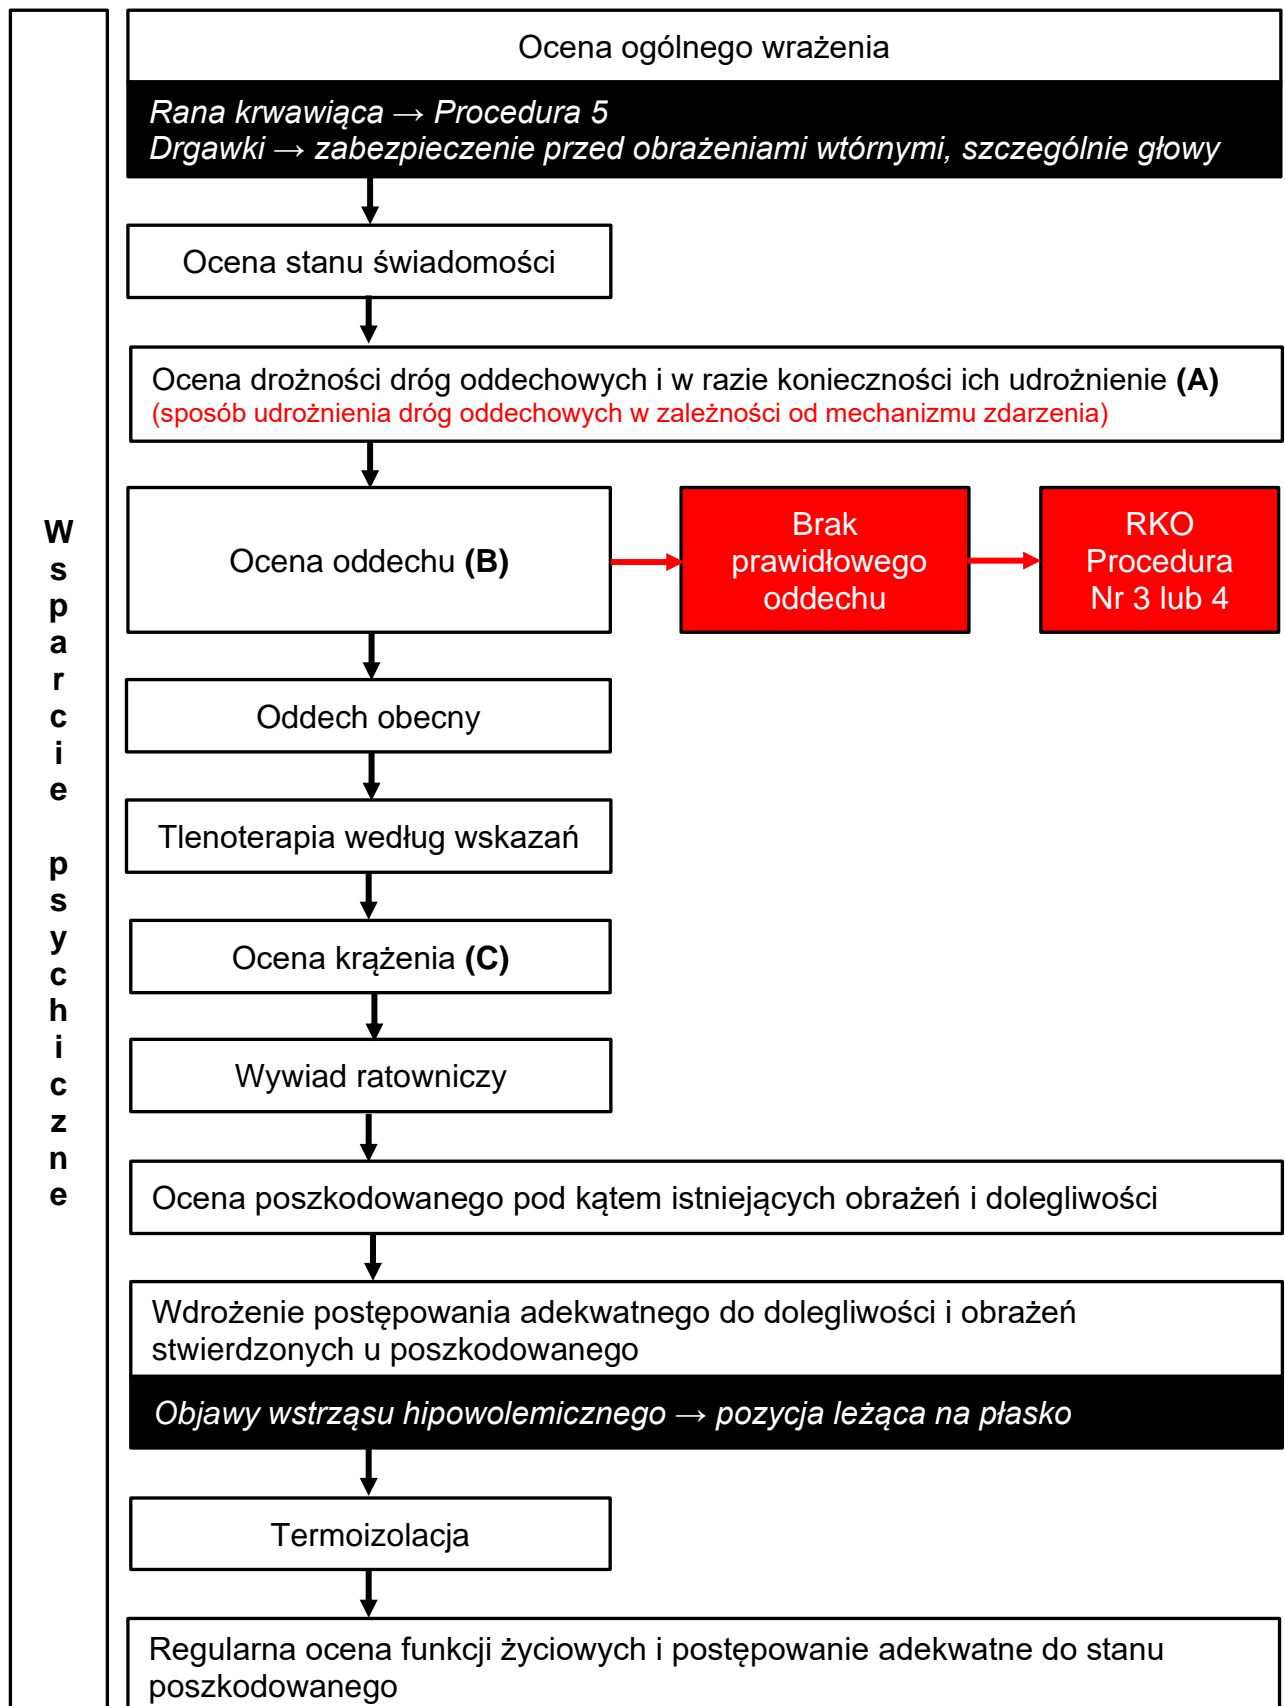 Wsparcie psychiczne
Ocena ogólnego wrażenia
Rana krwawiąca → Procedura 5
Drgawki → zabezpieczenie przed obrażeniami wtórnymi, szczególnie głowy
Ocena stanu świadomości
Ocena drożności dróg oddechowych i w razie konieczności ich udrożnienie (A)
(sposób udrożnienia dróg oddechowych w zależności od mechanizmu zdarzenia)
Ocena oddechu (B)
Brak
prawidłowego
oddechu
RKO
Procedura
Nr 3 lub 4
Oddech obecny
Tlenoterapia według wskazań
Ocena krążenia (C)
Wywiad ratowniczy
Ocena poszkodowanego pod kątem istniejących obrażeń i dolegliwości
Wdrożenie postępowania adekwatnego do dolegliwości i obrażeń
stwierdzonych u poszkodowanego
Objawy wstrząsu hipowolemicznego → pozycja leżąca na płasko
Termoizolacja
Regularna ocena funkcji życiowych i postępowanie adekwatne do stanu
poszkodowanego